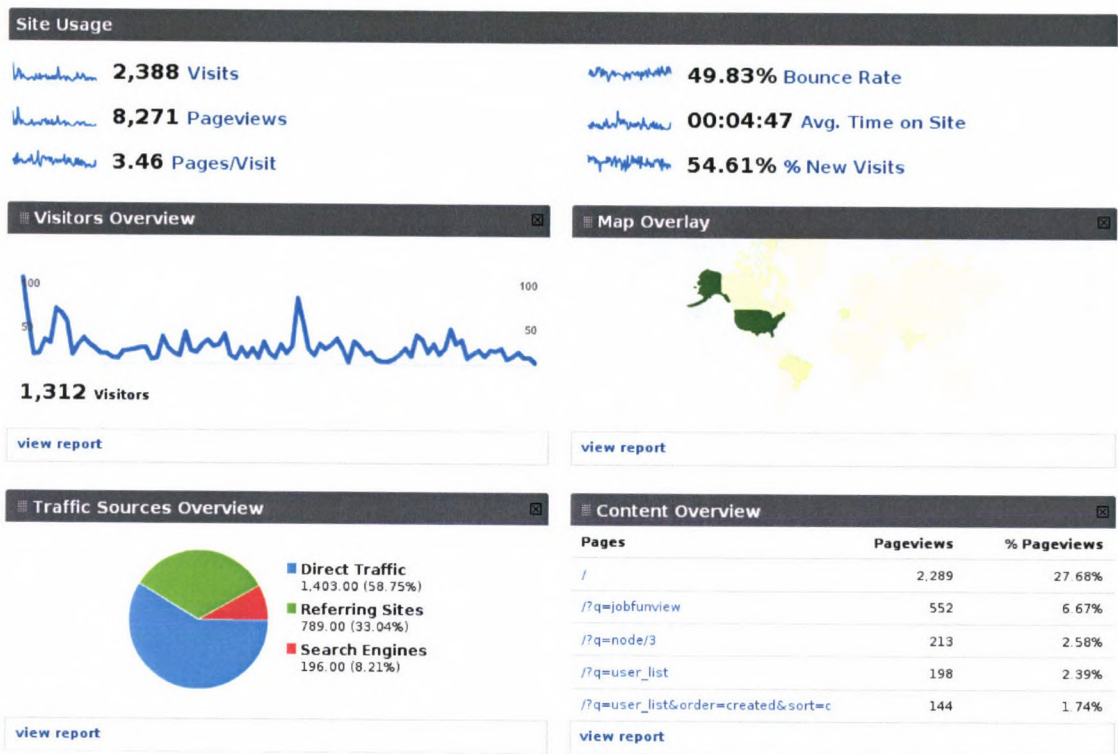 Site Usage
2,388 Visits
8,271 Pageviews
3.46 Pages/Visit
49.83% Bounce Rate
00:04:47 Avg. Time on Site
54.61% % New Visits
Visitors Overview
100
50
100
50
1,312 Visitors
view report
Map Overlay
view report
Traffic Sources Overview
Direct Traffic
1,403.00 (58.75%)
Referring Sites
789.00 (33.04%)
Search Engines
196.00 (8.21%)
view report
Content Overview
Pages Pageviews % Pageviews
/ 2,289 27.68%
/?q=jobfunview 552 6.67%
/?q=node/3 213 2.58%
/?q=user_list 198 2.39%
/?q=user_list&order=created&sort=c 144 1.74%
view report